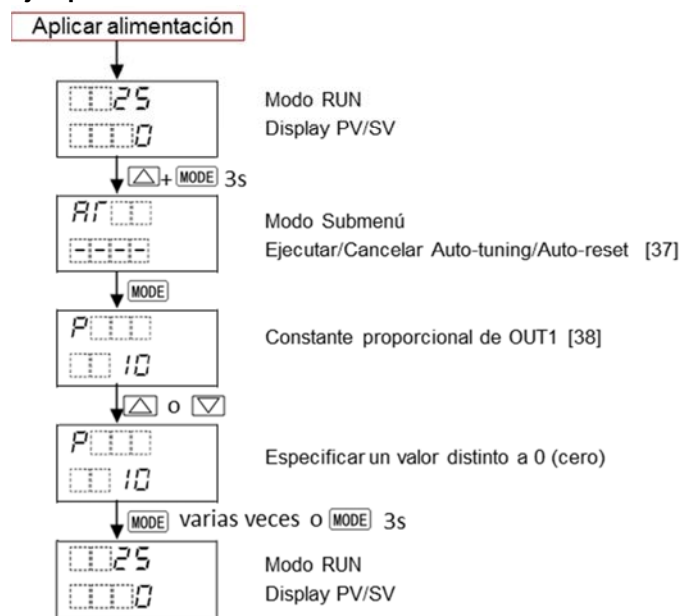 Aplicar alimentación
25
0
Modo RUN
Display PV/SV
△+ MODE 3s
AT
----
Modo Submenú
Ejecutar/Cancelar Auto-tuning/Auto-reset [37]
MODE
P
10
Constante proporcional de OUT1 [38]
△ o ▽
P
10
Especificar un valor distinto a 0 (cero)
MODE varias veces o MODE 3s
25
0
Modo RUN
Display PV/SV